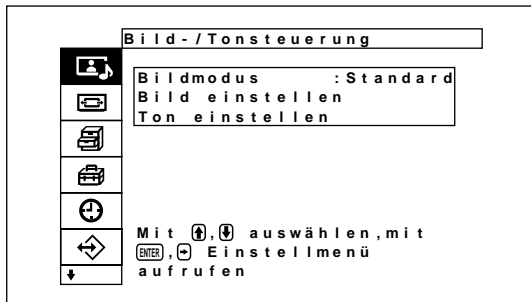 Bild-/Tonsteuerung
Bildmodus :Standard
Bild einstellen
Ton einstellen
Mit ↑,↓ auswählen,mit
ENTER,→ Einstellmenü
aufrufen